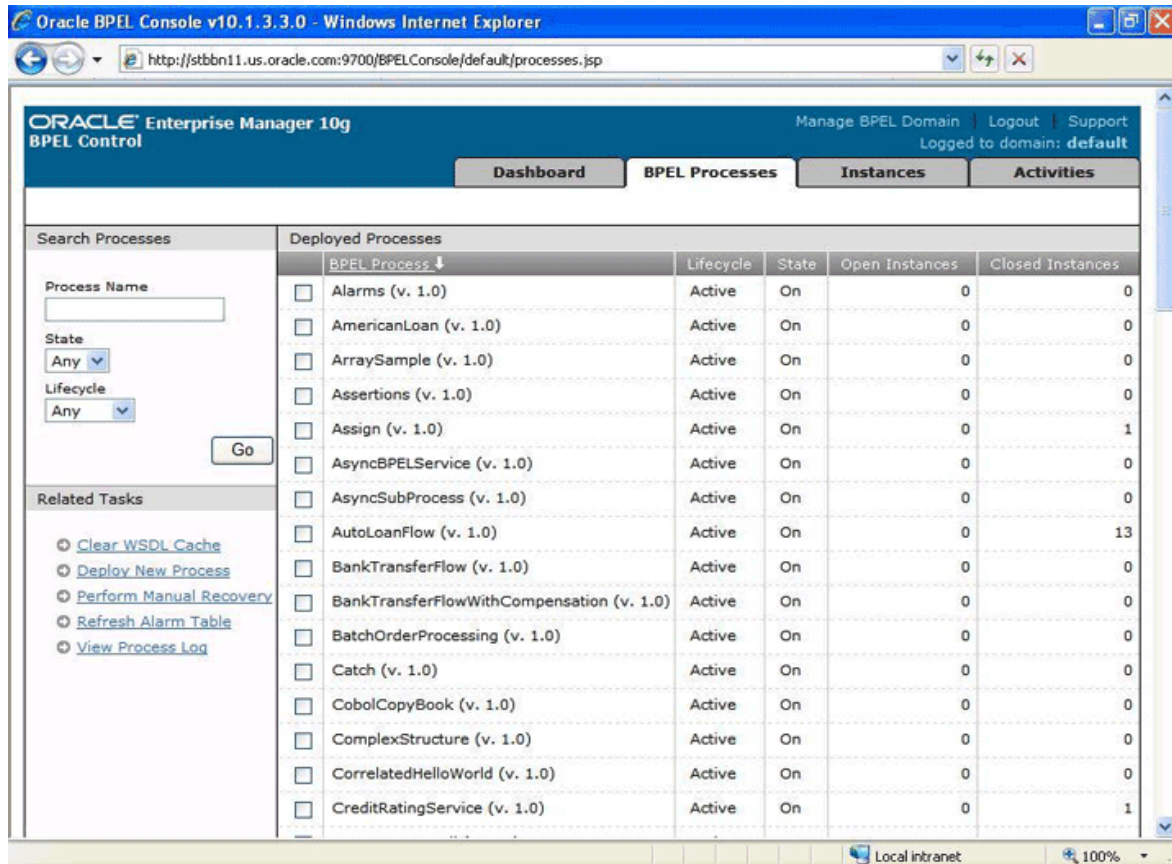 Oracle BPEL Console v10.1.3.3.0 - Windows Internet Explorer
http://stbbn11.us.oracle.com:9700/BPELConsole/default/processes.jsp
ORACLE Enterprise Manager 10g
BPEL Control
Manage BPEL Domain | Logout | Support
Logged to domain: default
Dashboard BPEL Processes Instances Activities
Search Processes
Process Name
State
Any
Lifecycle
Any
Go
Related Tasks
Clear WSDL Cache
Deploy New Process
Perform Manual Recovery
Refresh Alarm Table
View Process Log
Deployed Processes
BPEL Process Lifecycle State Open Instances Closed Instances
Alarms (v. 1.0) Active On 0 0
AmericanLoan (v. 1.0) Active On 0 0
ArraySample (v. 1.0) Active On 0 0
Assertions (v. 1.0) Active On 0 0
Assign (v. 1.0) Active On 0 1
AsyncBPELService (v. 1.0) Active On 0 0
AsyncSubProcess (v. 1.0) Active On 0 0
AutoLoanFlow (v. 1.0) Active On 0 13
BankTransferFlow (v. 1.0) Active On 0 0
BankTransferFlowWithCompensation (v. 1.0) Active On 0 0
BatchOrderProcessing (v. 1.0) Active On 0 0
Catch (v. 1.0) Active On 0 0
CobolCopyBook (v. 1.0) Active On 0 0
ComplexStructure (v. 1.0) Active On 0 0
CorrelatedHelloWorld (v. 1.0) Active On 0 0
CreditRatingService (v. 1.0) Active On 0 1
Local intranet
100%